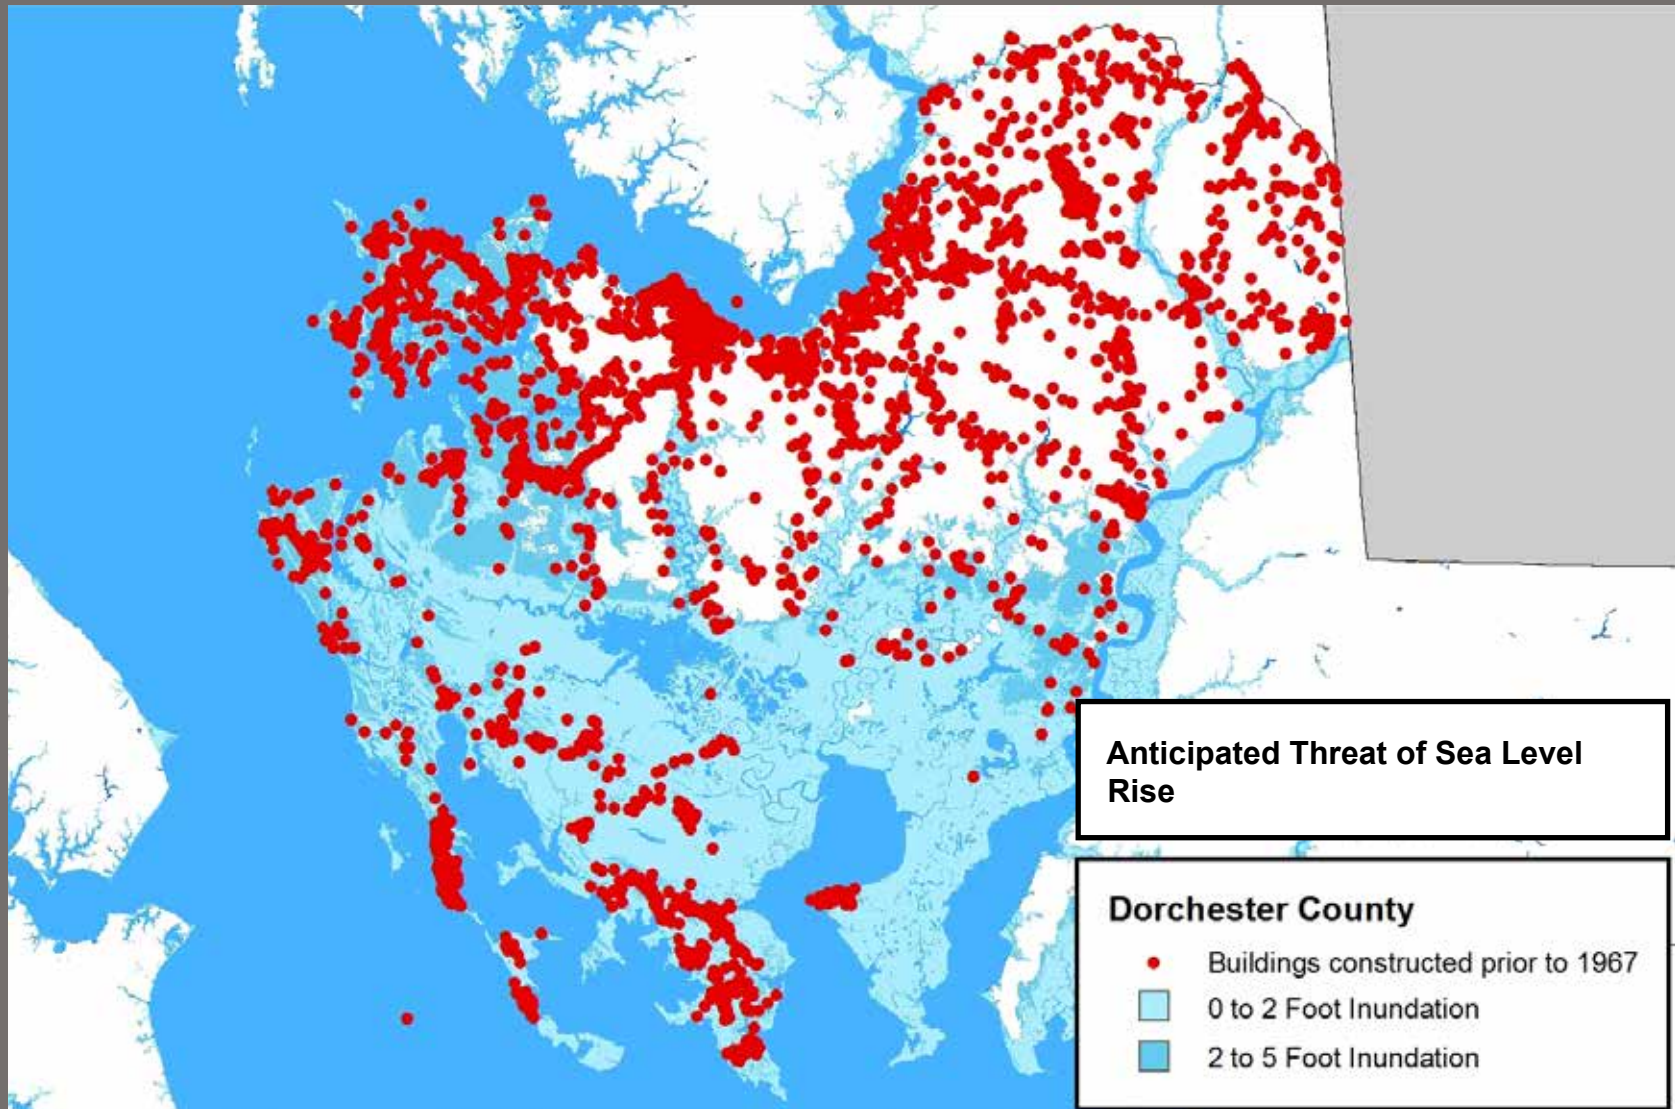 Anticipated Threat of Sea Level
Rise
Dorchester County
Buildings constructed prior to 1967
0 to 2 Foot Inundation
2 to 5 Foot Inundation